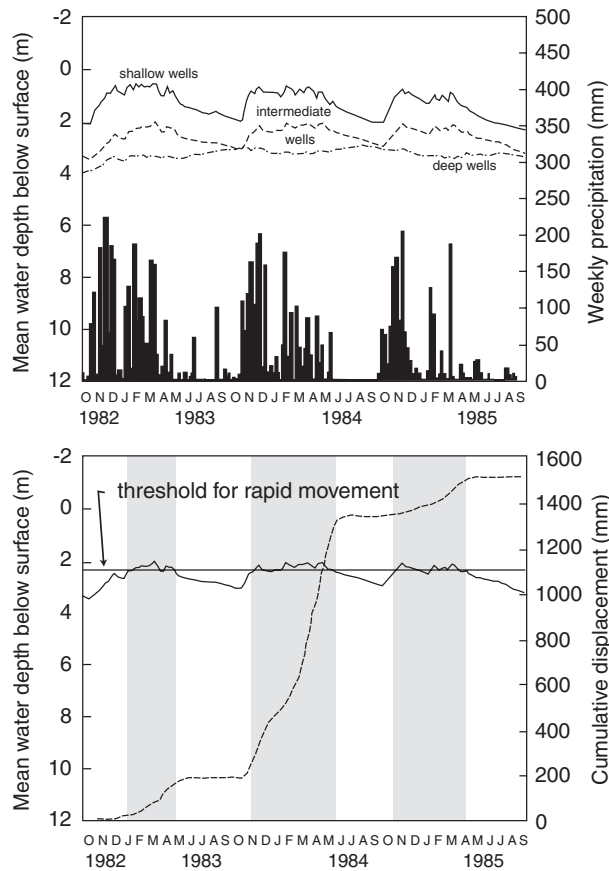 -2
0
2
4
6
8
10
12
Mean water depth below surface (m)
shallow wells
intermediate
wells
deep wells
500
450
400
350
300
250
200
150
100
50
0
Weekly precipitation (mm)
O N D J F M A M J J A S O N D J F M A M J J A S O N D J F M A M J J A S
1982 1983 1984 1985
-2
0
2
4
6
8
10
12
Mean water depth below surface (m)
threshold for rapid movement
1600
1400
1200
1100
1000
800
600
400
200
0
Cumulative displacement (mm)
O N D J F M A M J J A S O N D J F M A M J J A S O N D J F M A M J J A S
1982 1983 1984 1985